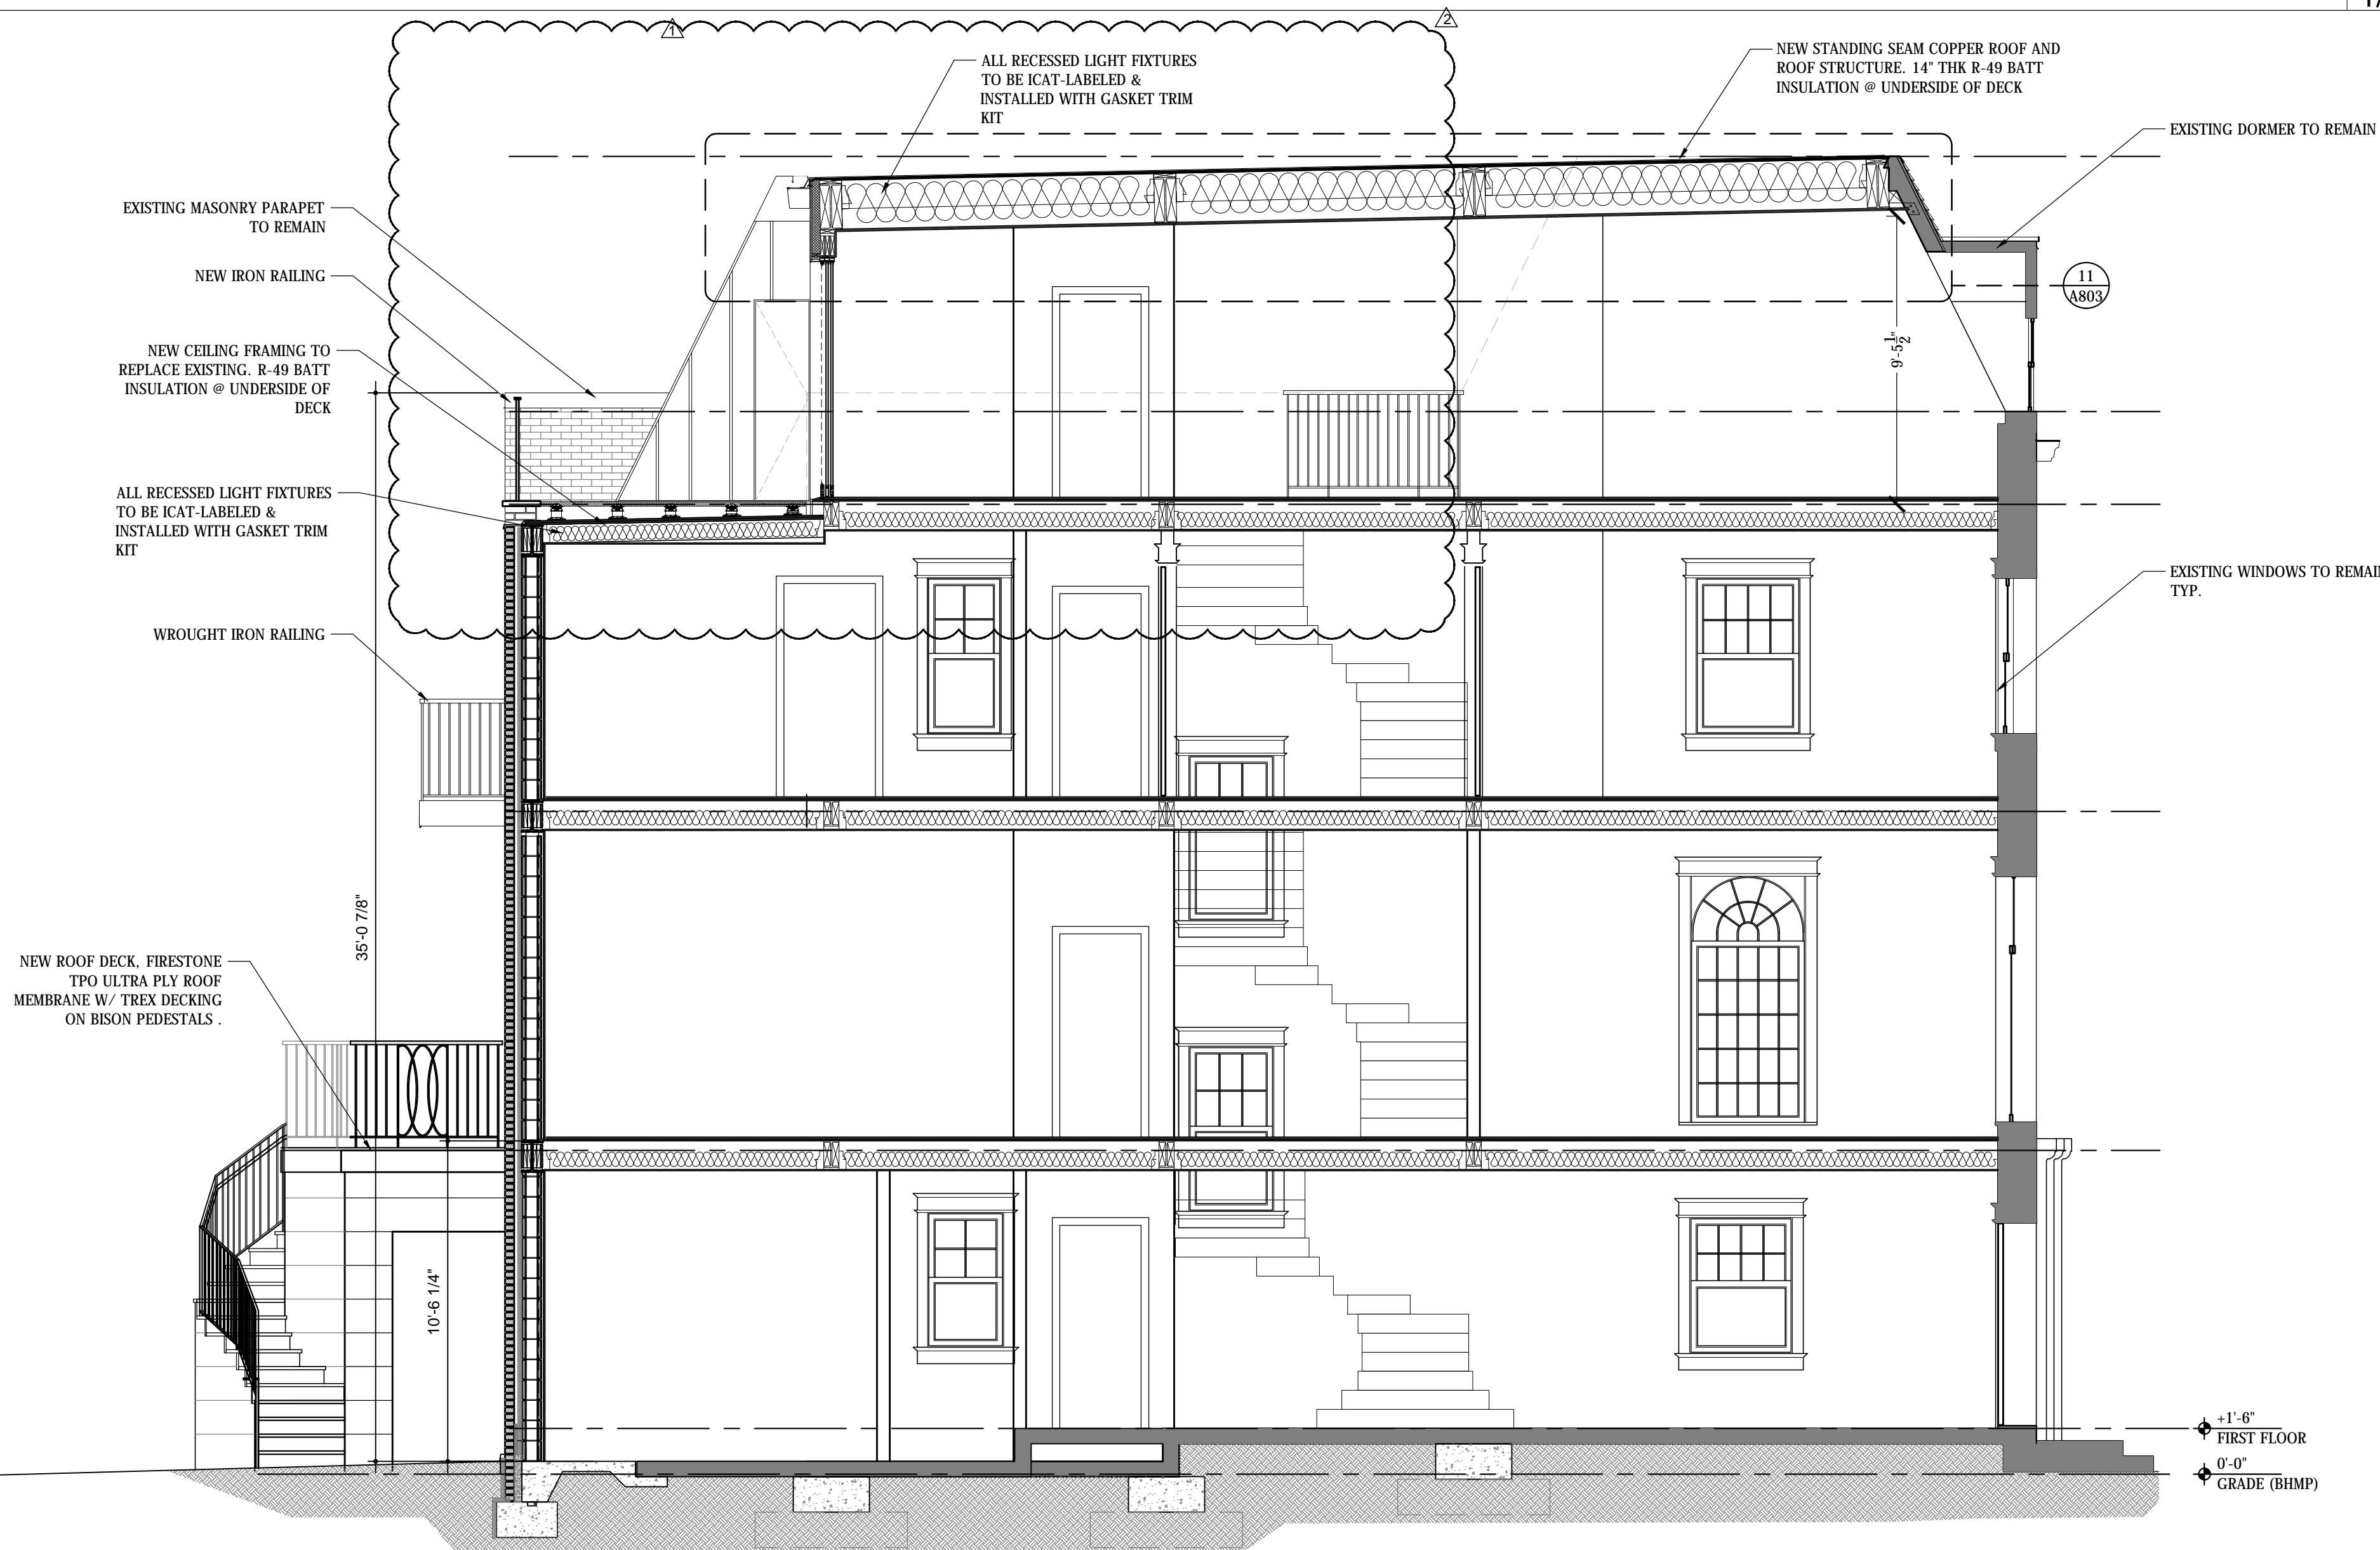 17
1
2
ALL RECESSED LIGHT FIXTURES
TO BE ICAT-LABELED &
INSTALLED WITH GASKET TRIM
KIT
NEW STANDING SEAM COPPER ROOF AND
ROOF STRUCTURE. 14" THK R-49 BATT
INSULATION @ UNDERSIDE OF DECK
EXISTING DORMER TO REMAIN
EXISTING MASONRY PARAPET
TO REMAIN
NEW IRON RAILING
11
A803
NEW CEILING FRAMING TO
REPLACE EXISTING. R-49 BATT
INSULATION @ UNDERSIDE OF
DECK
9'-5 1/2"
ALL RECESSED LIGHT FIXTURES
TO BE ICAT-LABELED &
INSTALLED WITH GASKET TRIM
KIT
EXISTING WINDOWS TO REMAIN
TYP.
WROUGHT IRON RAILING
35'-0 7/8"
NEW ROOF DECK, FIRESTONE
TPO ULTRA PLY ROOF
MEMBRANE W/ TREX DECKING
ON BISON PEDESTALS .
10'-6 1/4"
+1'-6"
FIRST FLOOR
0'-0"
GRADE (BHMP)